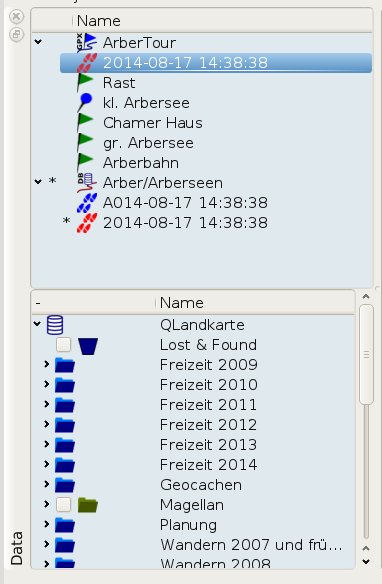 Name
GPX ArberTour
2014-08-17 14:38:38
Rast
kl. Arbersee
Chamer Haus
gr. Arbersee
Arberbahn
* DB Arber/Arberseen
A014-08-17 14:38:38
* 2014-08-17 14:38:38
- Name
QLandkarte
Lost & Found
Freizeit 2009
Freizeit 2010
Freizeit 2011
Freizeit 2012
Freizeit 2013
Freizeit 2014
Geocachen
Magellan
Planung
Wandern 2007 und frü...
Wandern 2008
Data